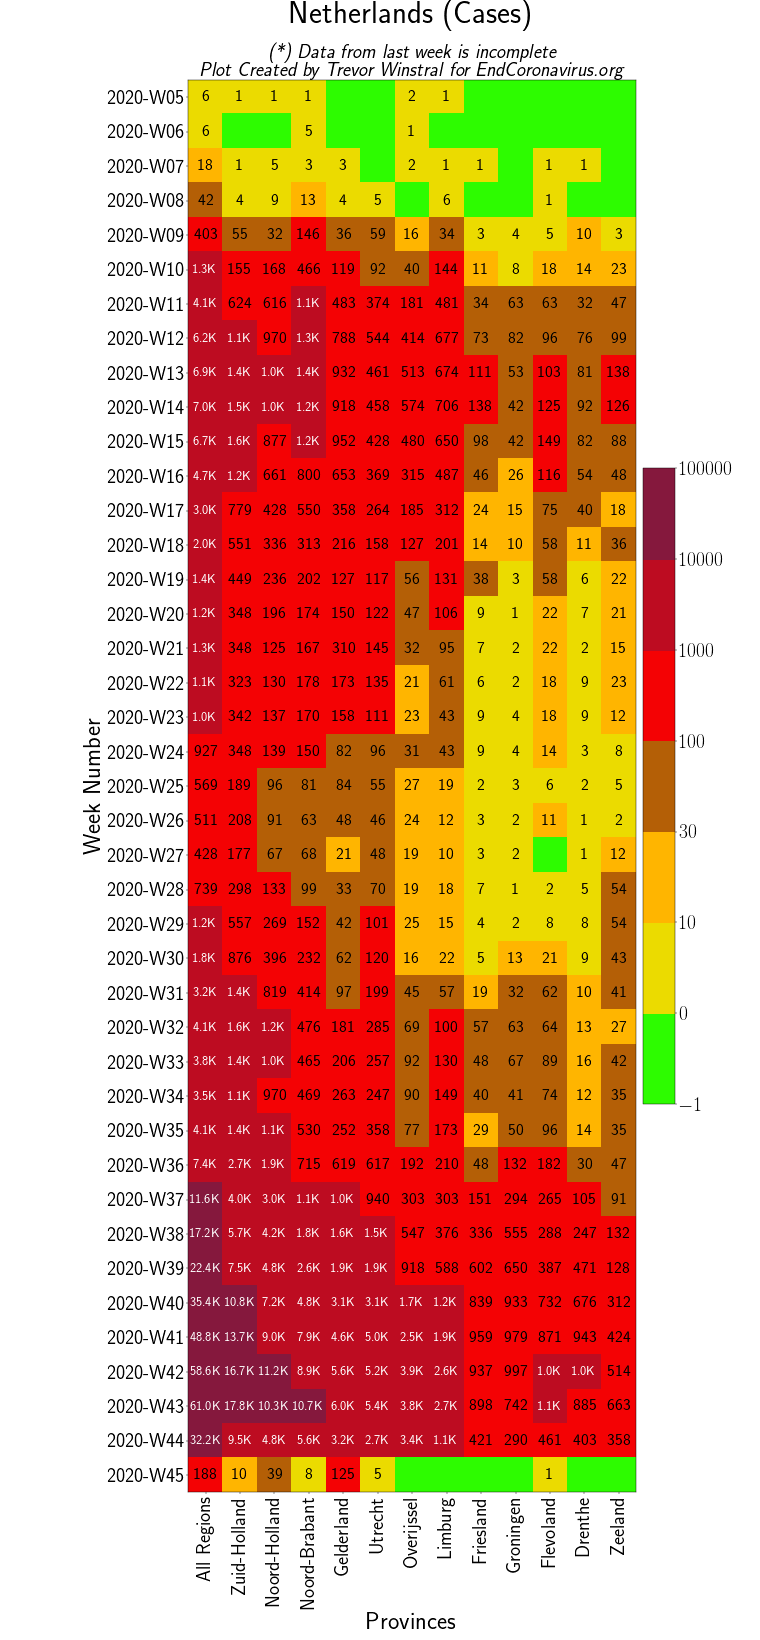 Netherlands (Cases)
(*) Data from last week is incomplete
Plot Created by Trevor Winstral for EndCoronavirus.org
2020-W05 6 1 1 1 2 1
2020-W06 6 5 1
2020-W07 18 1 5 3 3 2 1 1 1 1
2020-W08 42 4 9 13 4 5 6 1
2020-W09 403 55 32 146 36 59 16 34 3 4 5 10 3
2020-W10 1.3K 155 168 466 119 92 40 144 11 8 18 14 23
2020-W11 4.1K 624 616 1.1K 483 374 181 481 34 63 63 32 47
2020-W12 6.2K 1.1K 970 1.3K 788 544 414 677 73 82 96 76 99
2020-W13 6.9K 1.4K 1.0K 1.4K 932 461 513 674 111 53 103 81 138
2020-W14 7.0K 1.5K 1.0K 1.2K 918 458 574 706 138 42 125 92 126
2020-W15 6.7K 1.6K 877 1.2K 952 428 480 650 98 42 149 82 88
2020-W16 4.7K 1.2K 661 800 653 369 315 487 46 26 116 54 48
2020-W17 3.0K 779 428 550 358 264 185 312 24 15 75 40 18
2020-W18 2.0K 551 336 313 216 158 127 201 14 10 58 11 36
2020-W19 1.4K 449 236 202 127 117 56 131 38 3 58 6 22
2020-W20 1.2K 348 196 174 150 122 47 106 9 1 22 7 21
2020-W21 1.3K 348 125 167 310 145 32 95 7 2 22 2 15
2020-W22 1.1K 323 130 178 173 135 21 61 6 2 18 9 23
2020-W23 1.0K 342 137 170 158 111 23 43 9 4 18 9 12
2020-W24 927 348 139 150 82 96 31 43 9 4 14 3 8
2020-W25 569 189 96 81 84 55 27 19 2 3 6 2 5
2020-W26 511 208 91 63 48 46 24 12 3 2 11 1 2
2020-W27 428 177 67 68 21 48 19 10 3 2 1 12
2020-W28 739 298 133 99 33 70 19 18 7 1 2 5 54
2020-W29 1.2K 557 269 152 42 101 25 15 4 2 8 8 54
2020-W30 1.8K 876 396 232 62 120 16 22 5 13 21 9 43
2020-W31 3.2K 1.4K 819 414 97 199 45 57 19 32 62 10 41
2020-W32 4.1K 1.6K 1.2K 476 181 285 69 100 57 63 64 13 27
2020-W33 3.8K 1.4K 1.0K 465 206 257 92 130 48 67 89 16 42
2020-W34 3.5K 1.1K 970 469 263 247 90 149 40 41 74 12 35
2020-W35 4.1K 1.4K 1.1K 530 252 358 77 173 29 50 96 14 35
2020-W36 7.4K 2.7K 1.9K 715 619 617 192 210 48 132 182 30 47
2020-W37 11.6K 4.0K 3.0K 1.1K 1.0K 940 303 303 151 294 265 105 91
2020-W38 17.2K 5.7K 4.2K 1.8K 1.6K 1.5K 547 376 336 555 288 247 132
2020-W39 22.4K 7.5K 4.8K 2.6K 1.9K 1.9K 918 588 602 650 387 471 128
2020-W40 35.4K 10.8K 7.2K 4.8K 3.1K 3.1K 1.7K 1.2K 839 933 732 676 312
2020-W41 48.8K 13.7K 9.0K 7.9K 4.6K 5.0K 2.5K 1.9K 959 979 871 943 424
2020-W42 58.6K 16.7K 11.2K 8.9K 5.6K 5.2K 3.9K 2.6K 937 997 1.0K 1.0K 514
2020-W43 61.0K 17.8K 10.3K 10.7K 6.0K 5.4K 3.8K 2.7K 898 742 1.1K 885 663
2020-W44 32.2K 9.5K 4.8K 5.6K 3.2K 2.7K 3.4K 1.1K 421 290 461 403 358
2020-W45 188 10 39 8 125 5 1
All Regions Zuid-Holland Noord-Holland Noord-Brabant Gelderland Utrecht Overijssel Limburg Friesland Groningen Flevoland Drenthe Zeeland
Provinces
Week Number
100000
10000
1000
100
30
10
0
−1